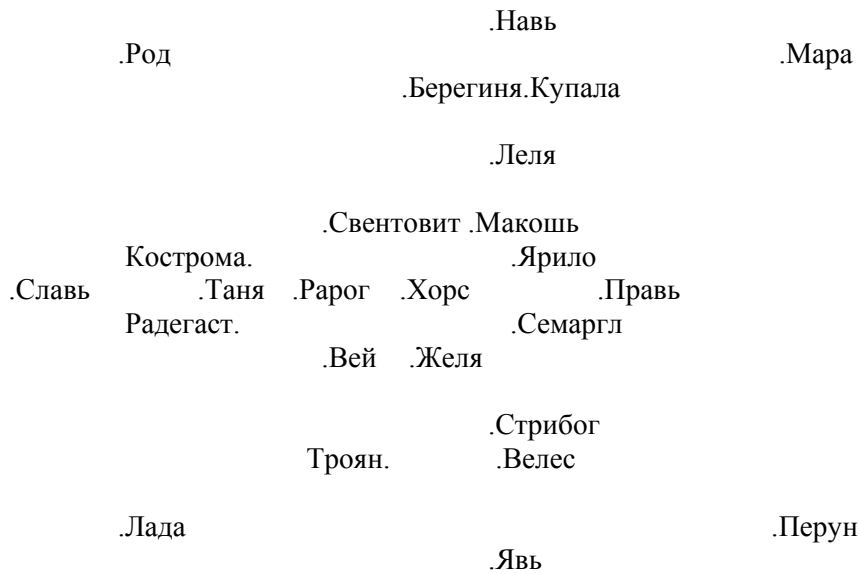 .Навь
.Род .Мара
.Берегиня.Купала
.Леля
.Свентовит .Макошь
Кострома. .Ярило
.Славь .Таня .Рарог .Хорс .Правь
Радегаст. .Семаргл
.Вей .Желя
.Стрибог
Троян. .Велес
.Лада .Перун
.Явь